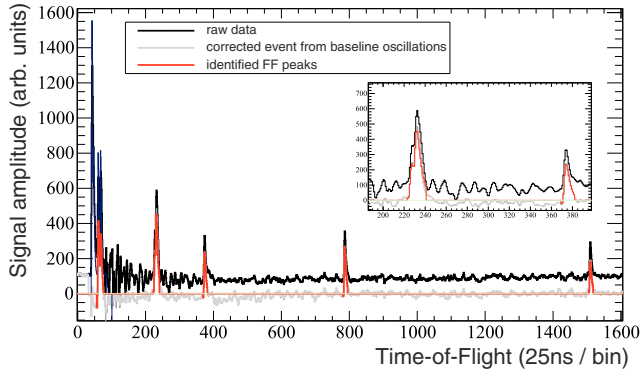 Signal amplitude (arb. units)
1600
1400
1200
1000
800
600
400
200
0
raw data
corrected event from baseline oscillations
identified FF peaks
700
600
500
400
300
200
100
0
200 220 240 260 280 300 320 340 360 380
0 200 400 600 800 1000 1200 1400 1600
Time-of-Flight (25ns / bin)